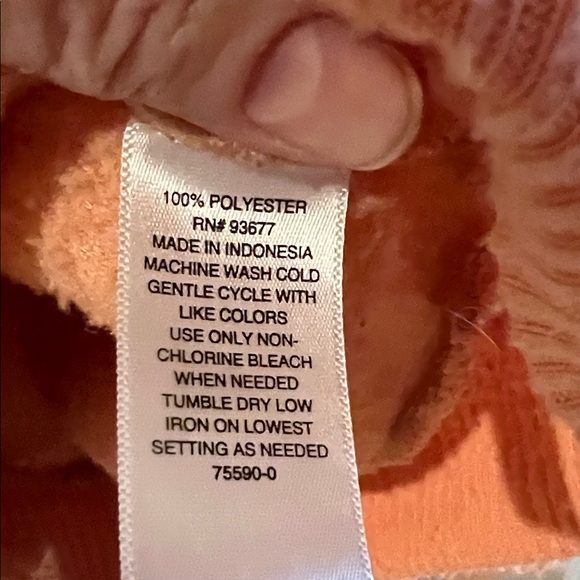 100% POLYESTER
RN# 93677
MADE IN INDONESIA
MACHINE WASH COLD
GENTLE CYCLE WITH
LIKE COLORS
USE ONLY NON-
CHLORINE BLEACH
WHEN NEEDED
TUMBLE DRY LOW
IRON ON LOWEST
SETTING AS NEEDED
75590-0